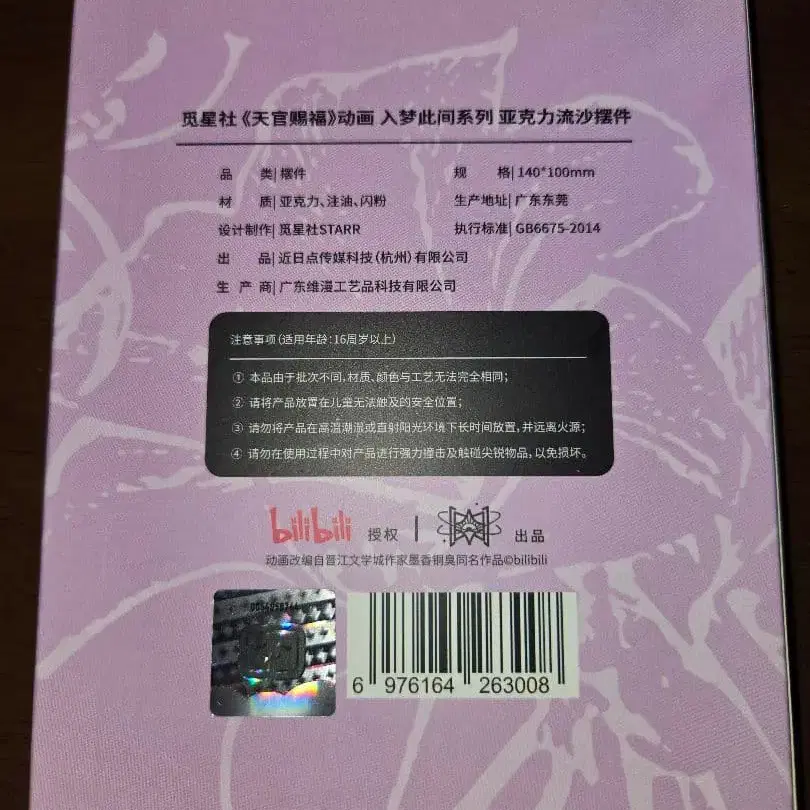 觅星社《天官赐福》动画 入梦此间系列 亚克力流沙摆件
品 类| 摆件
规 格| 140*100mm
材 质| 亚克力、注油、闪粉
生产地址| 广东东莞
设计制作| 觅星社STARR
执行标准| GB6675-2014
出 品| 近日点传媒科技(杭州)有限公司
生 产 商| 广东维漫工艺品科技有限公司
注意事项(适用年龄:16周岁以上)
① 本品由于批次不同,材质、颜色与工艺无法完全相同;
② 请将产品放置在儿童无法触及的安全位置;
③ 请勿将产品在高温潮湿或直射阳光环境下长时间放置,并远离火源;
④ 请勿在使用过程中对产品进行强力撞击及触碰尖锐物品,以免损坏。
bilibili 授权 | 出品
动画改编自晋江文学城作家墨香铜臭同名作品©bilibili
6 976164 263008